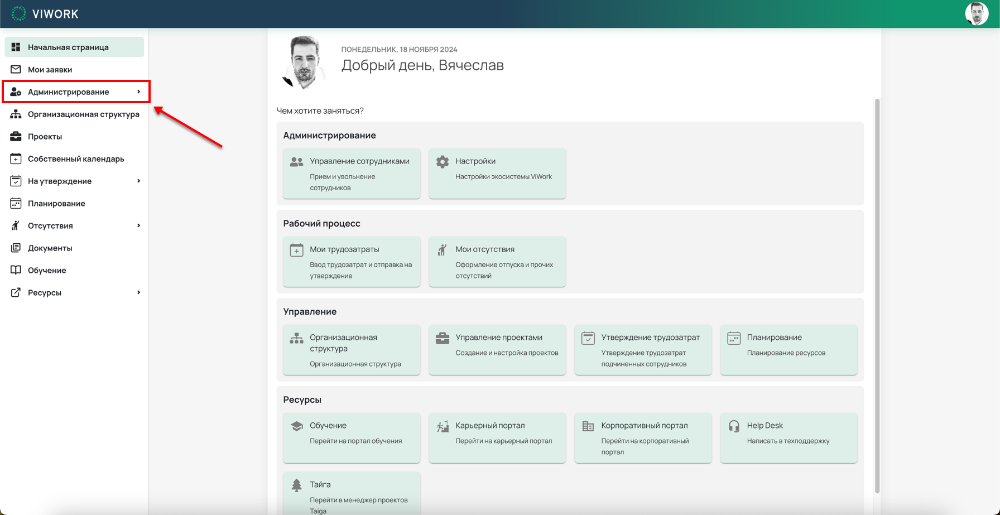 VIWORK
Начальная страница
Мои заявки
Администрирование
Организационная структура
Проекты
Собственный календарь
На утверждение
Планирование
Отсутствия
Документы
Обучение
Ресурсы
ПОНЕДЕЛЬНИК, 18 НОЯБРЯ 2024
Добрый день, Вячеслав
Чем хотите заняться?
Администрирование
Управление сотрудниками
Прием и увольнение
сотрудников
Настройки
Настройки экосистемы ViWork
Рабочий процесс
Мои трудозатраты
Ввод трудозатрат и отправка на
утверждение
Мои отсутствия
Оформление отпуска и прочих
отсутствий
Управление
Организационная
структура
Организационная структура
Управление проектами
Создание и настройка проектов
Утверждение трудозатрат
Утверждение трудозатрат
подчиненных сотрудников
Планирование
Планирование ресурсов
Ресурсы
Обучение
Перейти на портал обучения
Карьерный портал
Перейти на карьерный портал
Корпоративный портал
Перейти на корпоративный
портал
Help Desk
Написать в техподдержку
Тайга
Перейти в менеджер проектов
Taiga